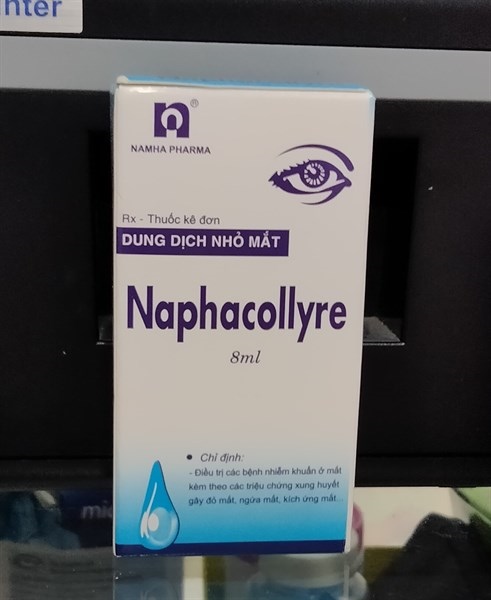 nter
®
NAMHA PHARMA
Rx - Thuốc kê đơn
DUNG DỊCH NHỎ MẮT
Naphacollyre
8ml
• Chỉ định:
- Điều trị các bệnh nhiễm khuẩn ở mắt
kèm theo các triệu chứng xung huyết
gây đỏ mắt, ngứa mắt, kích ứng mắt...
mic